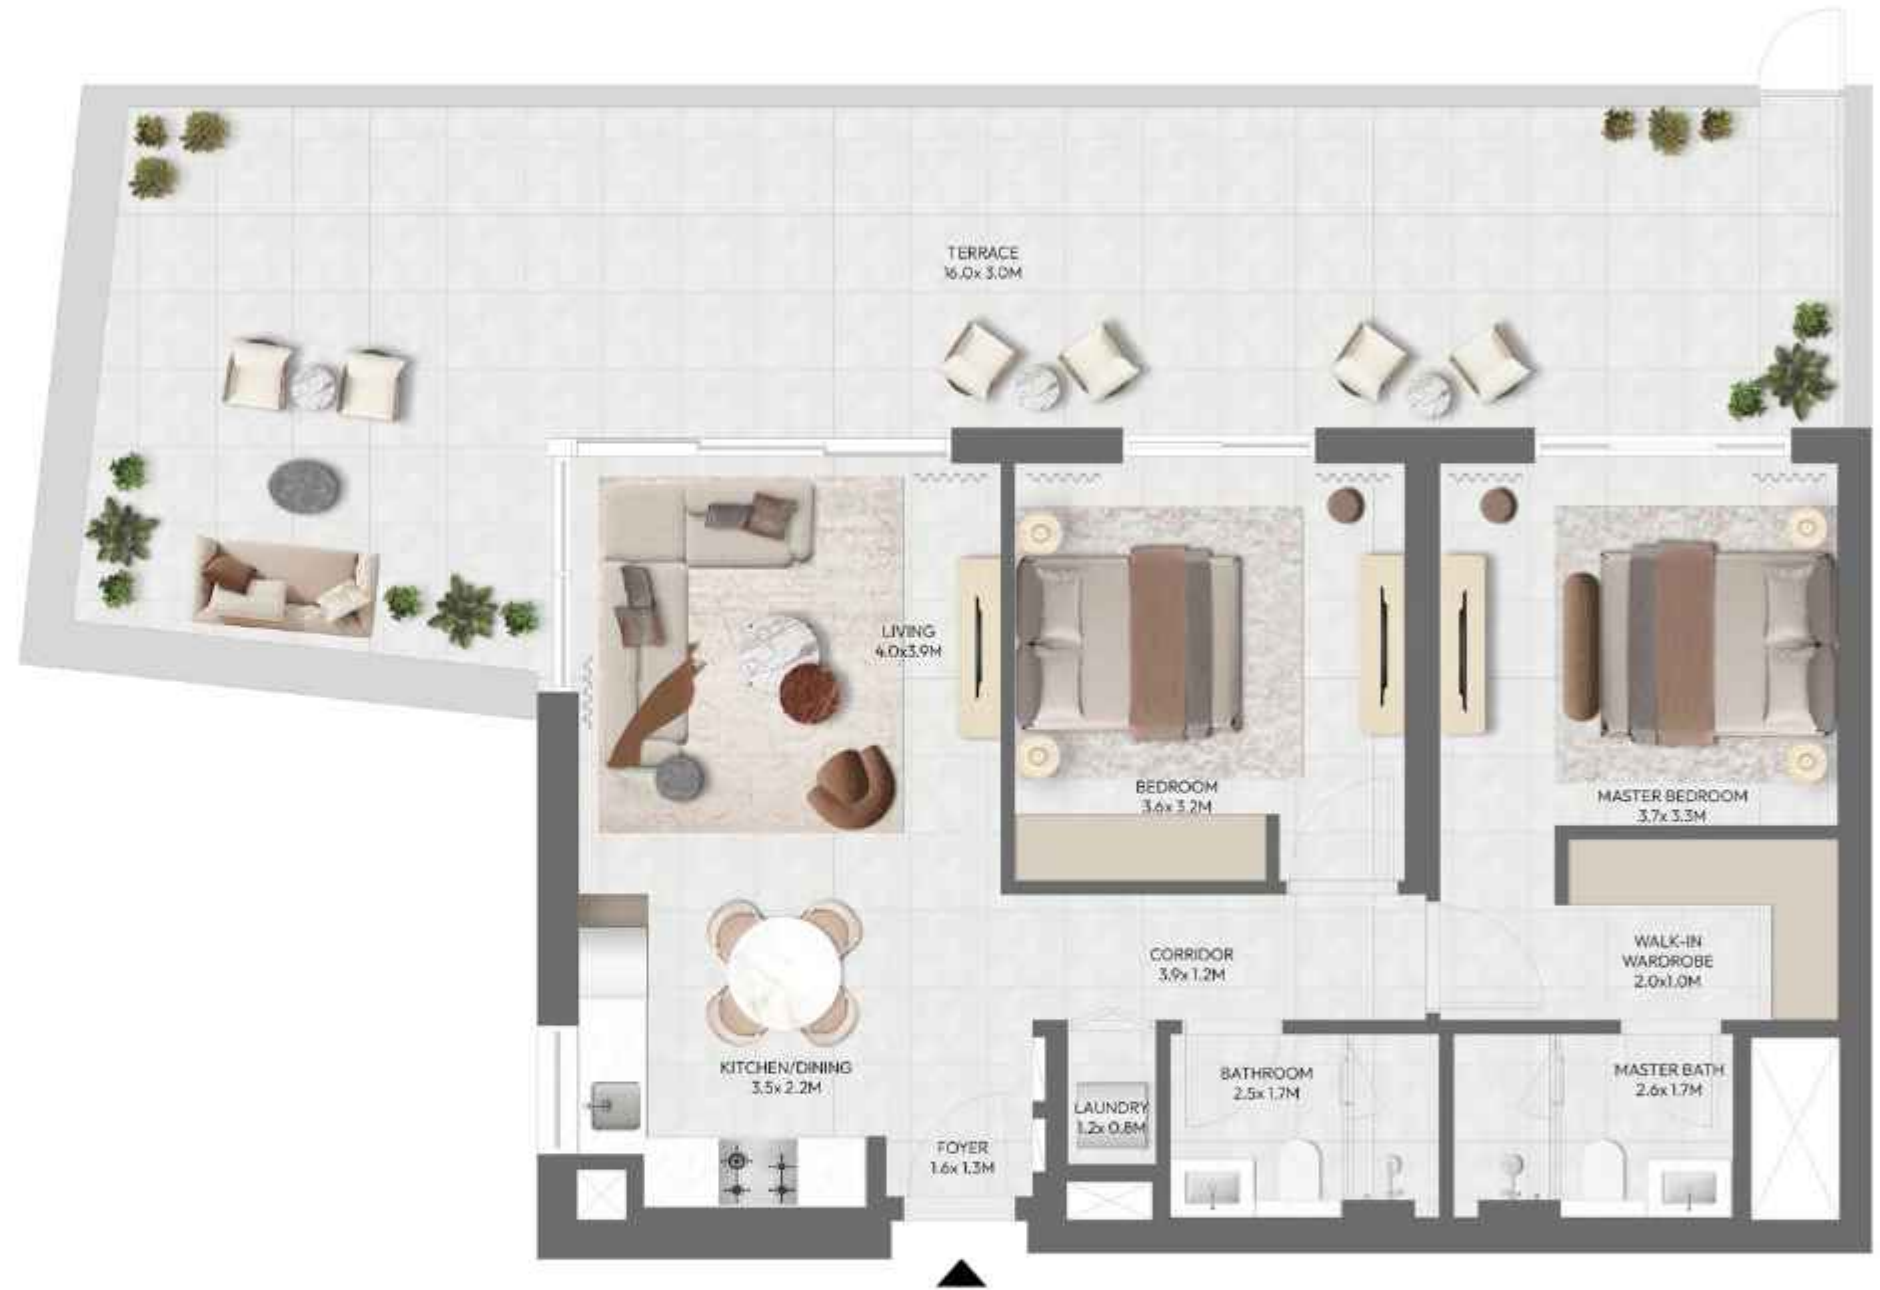 TERRACE
16.0x 3.0M
LIVING
4.0x3.9M
BEDROOM
3.6x 3.2M
MASTER BEDROOM
3.7x 3.3M
CORRIDOR
3.9x 1.2M
WALK-IN
WARDROBE
2.0x1.0M
KITCHEN/DINING
3.5x 2.2M
BATHROOM
2.5x 1.7M
MASTER BATH
2.6x 1.7M
LAUNDRY
1.2x 0.8M
FOYER
1.6x 1.3M